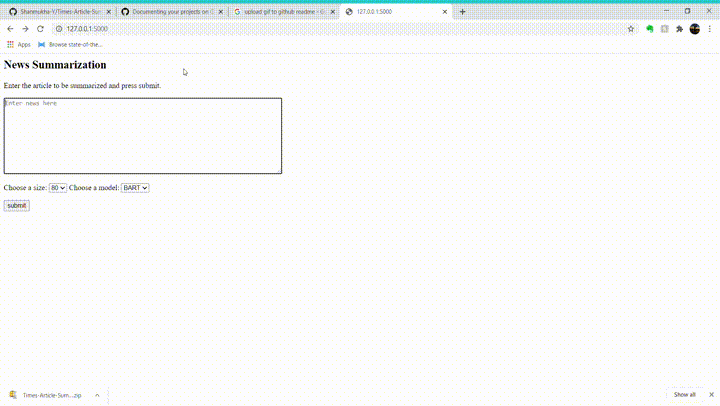 Shanmukha-Y/Times-Article-Sum
Documenting your projects on G
upload gif to github readme - G
127.0.0.1:5000
127.0.0.1:5000
Apps
Browse state-of-the-...
News Summarization
Enter the article to be summarized and press submit.
Enter news here
Choose a size: 80 Choose a model: BART
submit
Times-Article-Sum....zip
Show all